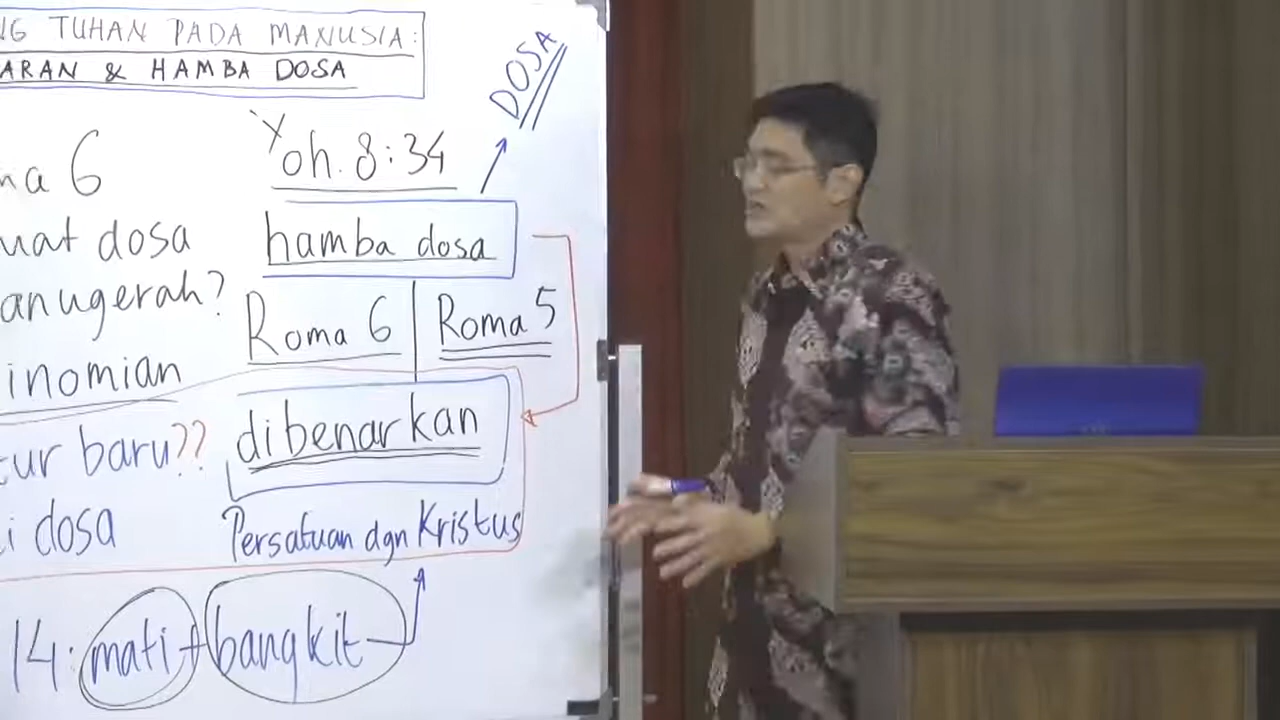 NG TUHAN PADA MANUSIA:
ARAN & HAMBA DOSA
DOSA
Yoh. 8:34
ma 6
hamba dosa
uat dosa
anugerah?
Roma 6 | Roma 5
inomian
dibenarkan
tur baru??
i dosa
Persatuan dgn Kristus
14: mati + bangkit